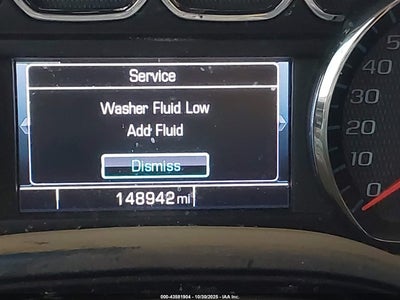 Service
Washer Fluid Low
Add Fluid
Dismiss
148942 mi
50
40
30
20
10
0
000-43581904 - 10/30/2025 - IAA, Inc.